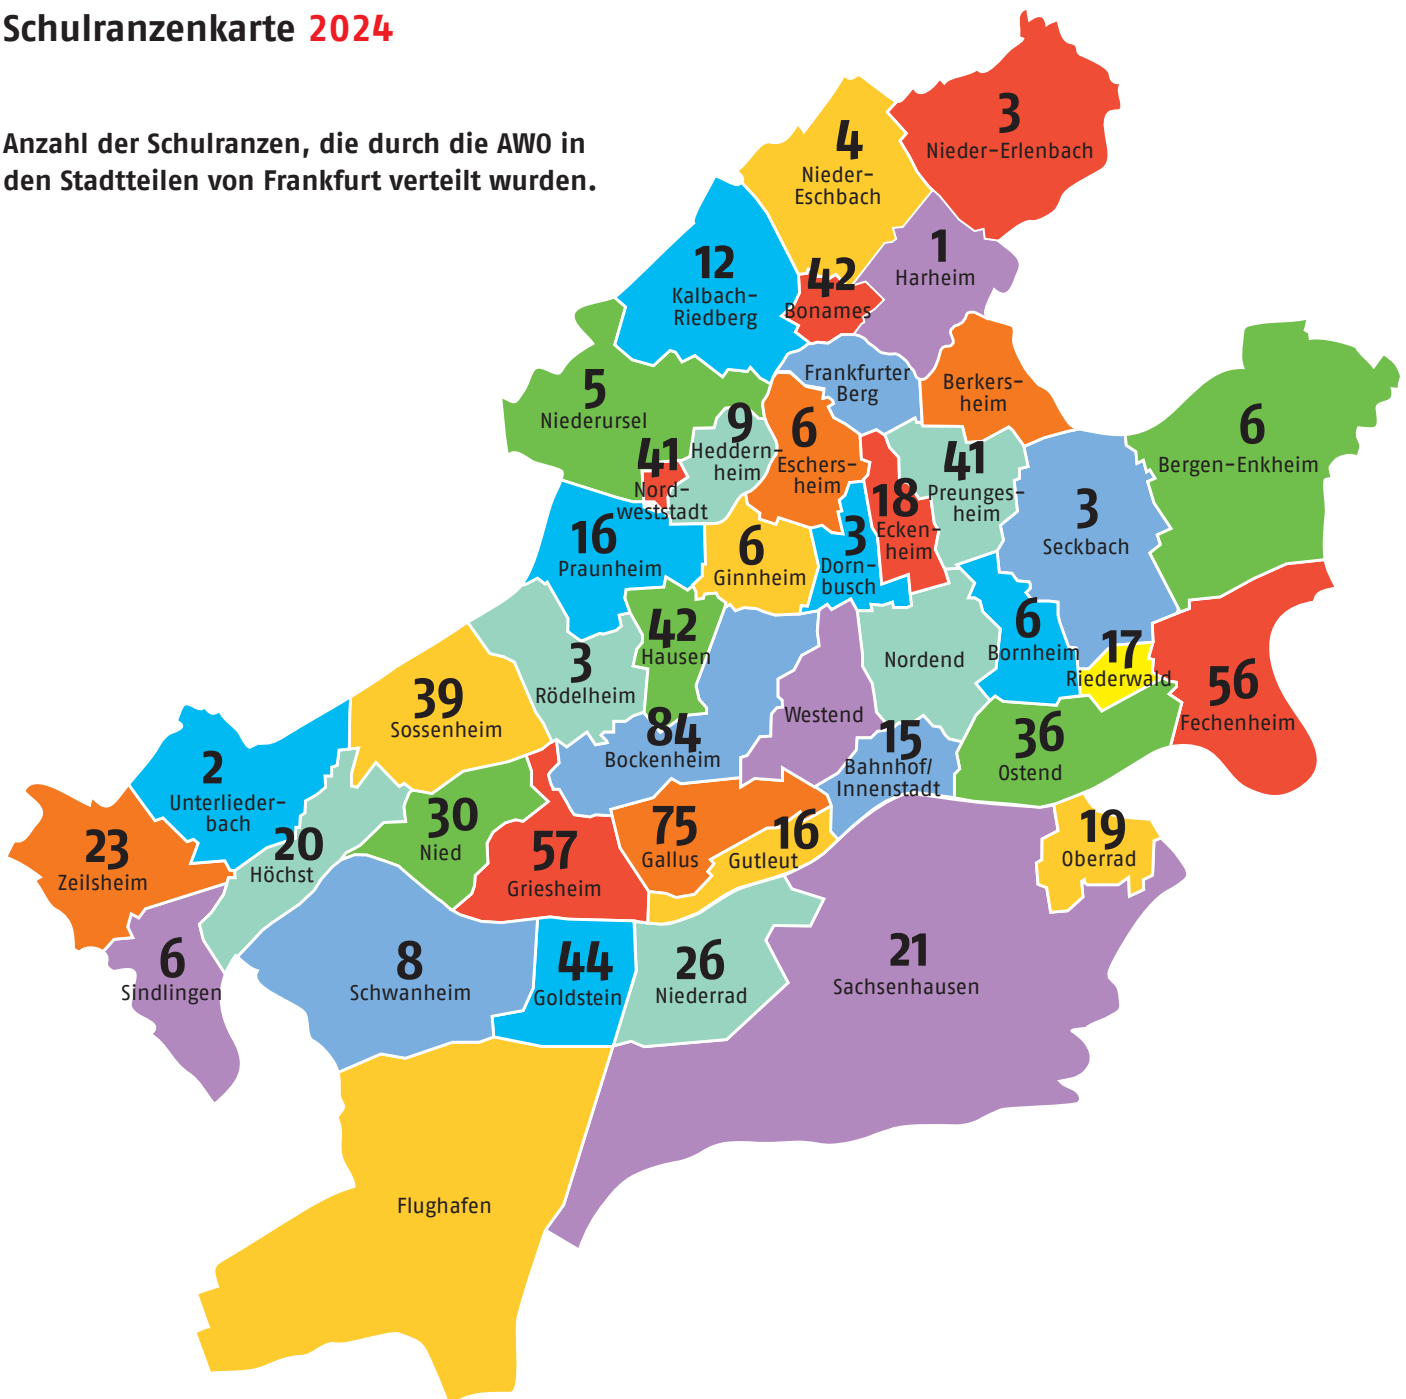 Schulranzenkarte 2024
Anzahl der Schulranzen, die durch die AWO in
den Stadtteilen von Frankfurt verteilt wurden.
3
Nieder-Erlenbach
4
Nieder-
Eschbach
1
Harheim
12
Kalbach-
Riedberg
42
Bonames
Frankfurter
Berg
Berkers-
heim
5
Niederursel
9
Heddern-
heim
6
Eschers-
heim
6
Bergen-Enkheim
41
Nord-
weststadt
18
Ecken-
heim
41
Preunges-
heim
3
Seckbach
16
Praunheim
6
Ginnheim
3
Dorn-
busch
42
Hausen
3
Rödelheim
Nordend
6
Bornheim
17
Riederwald
56
Fechenheim
39
Sossenheim
84
Bockenheim
Westend
15
Bahnhof/
Innenstadt
36
Ostend
2
Unterlieder-
bach
23
Zeilsheim
20
Höchst
30
Nied
57
Griesheim
75
Gallus
16
Gutleut
19
Oberrad
6
Sindlingen
8
Schwanheim
44
Goldstein
26
Niederrad
21
Sachsenhausen
Flughafen